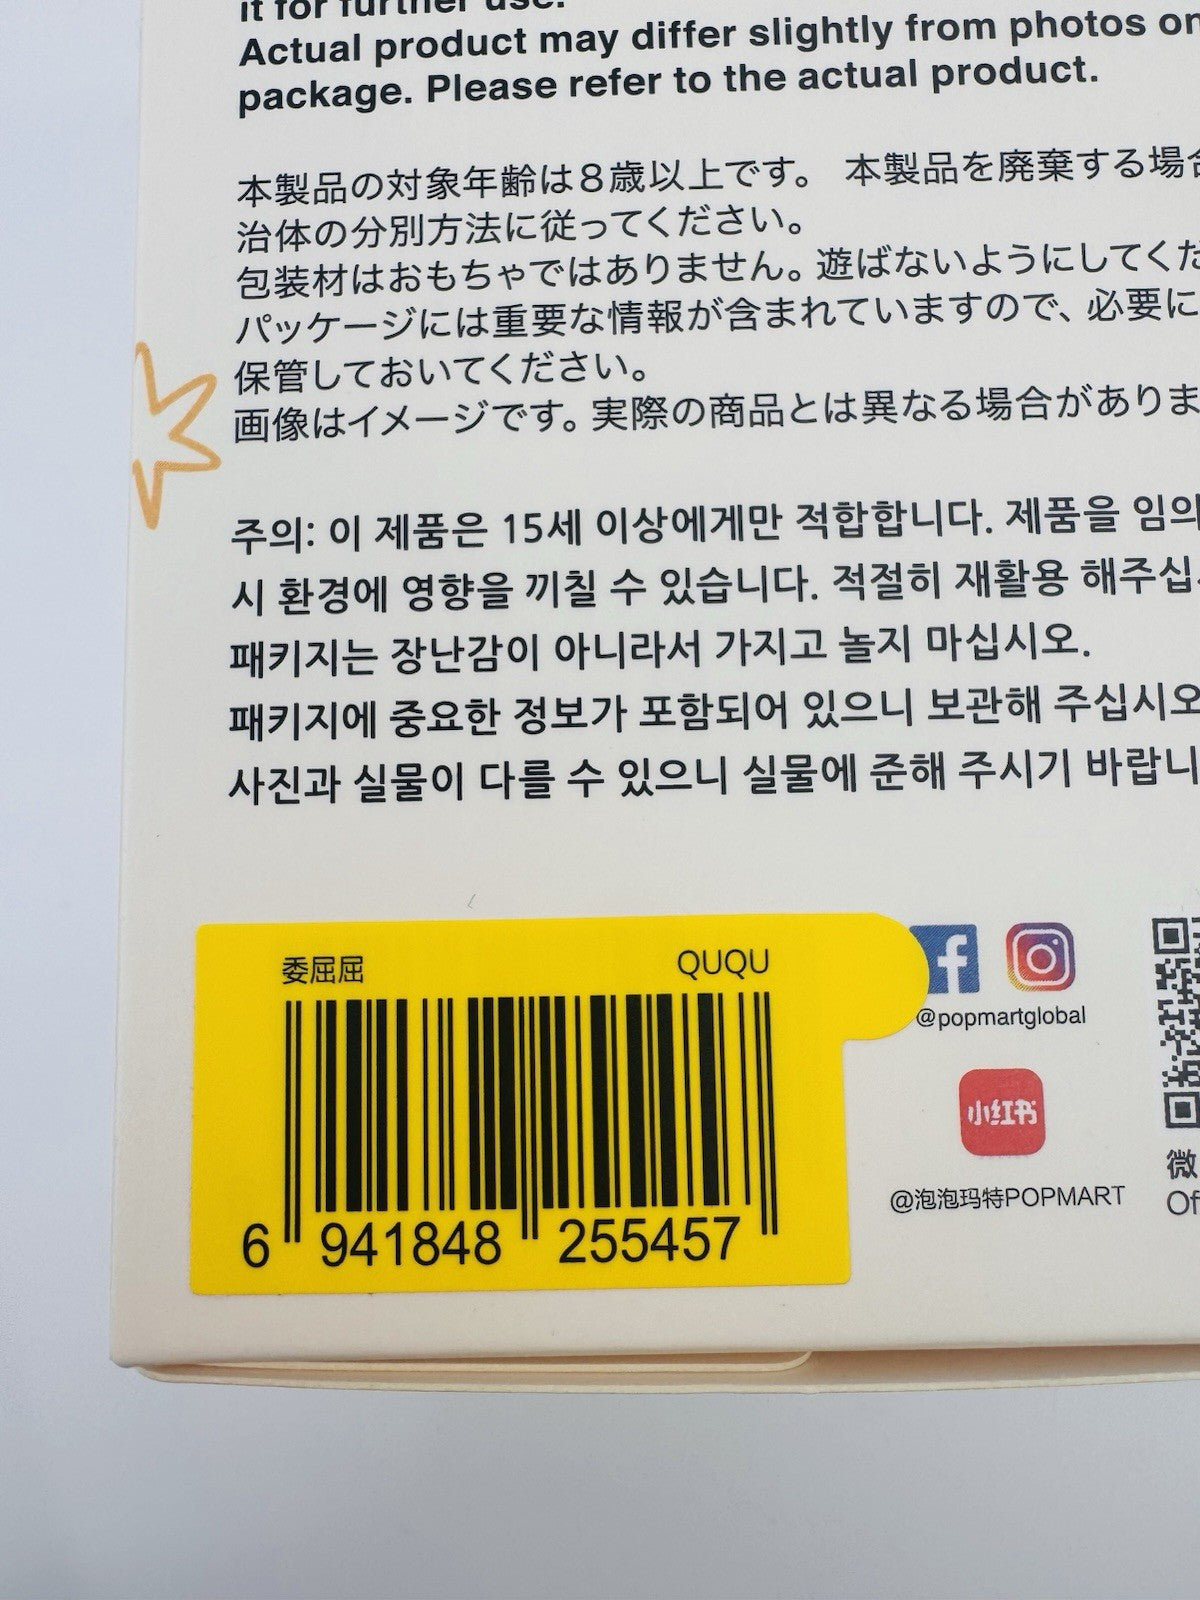 it for further use.
Actual product may differ slightly from photos on
package. Please refer to the actual product.
本製品の対象年齢は8歳以上です。 本製品を廃棄する場合
治体の分別方法に従ってください。
包装材はおもちゃではありません。遊ばないようにしてくだ
パッケージには重要な情報が含まれていますので、必要に
保管しておいてください。
画像はイメージです。実際の商品とは異なる場合がありま
주의: 이 제품은 15세 이상에게만 적합합니다. 제품을 임의
시 환경에 영향을 끼칠 수 있습니다. 적절히 재활용 해주십
패키지는 장난감이 아니라서 가지고 놀지 마십시오.
패키지에 중요한 정보가 포함되어 있으니 보관해 주십시오
사진과 실물이 다를 수 있으니 실물에 준해 주시기 바랍니
委屈屈 QUQU
6 941848 255457
@popmartglobal
小红书
@泡泡玛特POPMART
微
Of